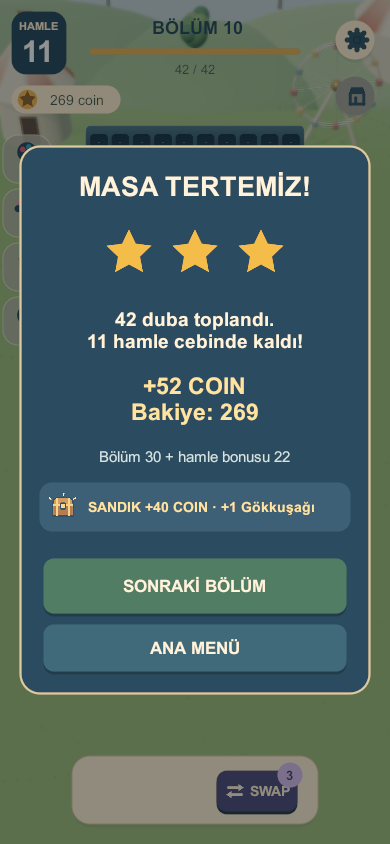 HAMLE
11
BÖLÜM 10
42 / 42
269 coin
MASA TERTEMİZ!
42 duba toplandı.
11 hamle cebinde kaldı!
+52 COIN
Bakiye: 269
Bölüm 30 + hamle bonusu 22
SANDIK +40 COIN · +1 Gökkuşağı
SONRAKİ BÖLÜM
ANA MENÜ
3
SWAP